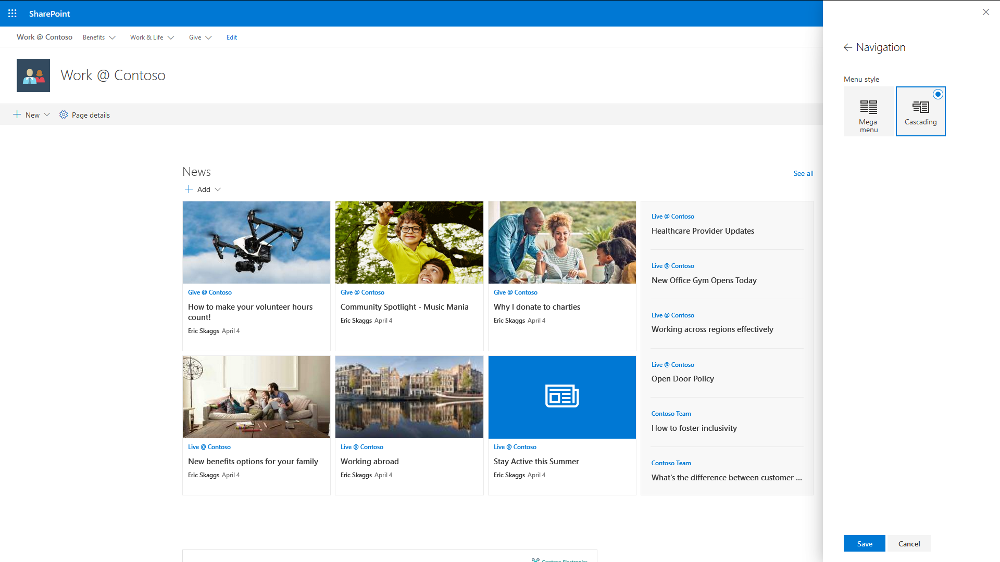 SharePoint
Work @ Contoso
Benefits
Work & Life
Give
Edit
Work @ Contoso
New
Page details
News
See all
Add
Give @ Contoso
How to make your volunteer hours
count!
Eric Skaggs April 4
Give @ Contoso
Community Spotlight - Music Mania
Eric Skaggs April 4
Give @ Contoso
Why I donate to charties
Eric Skaggs April 4
Live @ Contoso
New benefits options for your family
Eric Skaggs April 4
Live @ Contoso
Working abroad
Eric Skaggs April 4
Live @ Contoso
Stay Active this Summer
Eric Skaggs April 4
Live @ Contoso
Healthcare Provider Updates
Live @ Contoso
New Office Gym Opens Today
Live @ Contoso
Working across regions effectively
Live @ Contoso
Open Door Policy
Contoso Team
How to foster inclusivity
Contoso Team
What's the difference between customer ...
Contoso Electronics
Navigation
Menu style
Mega
menu
Cascading
Save
Cancel